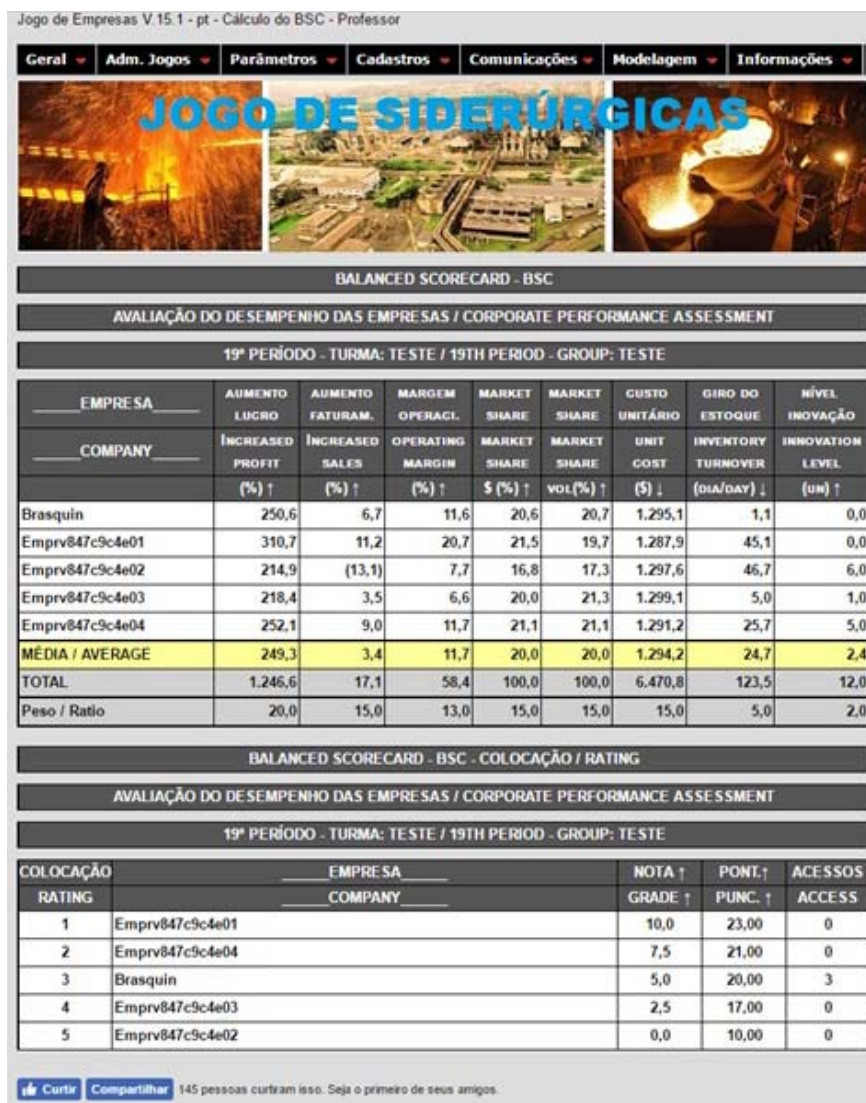 Jogo de Empresas V.15.1 - pt - Cálculo do BSC - Professor
Geral Adm. Jogos Parâmetros Cadastros Comunicações Modelagem Informações
JOGO DE SIDERÚRGICAS
BALANCED SCORECARD - BSC
AVALIAÇÃO DO DESEMPENHO DAS EMPRESAS / CORPORATE PERFORMANCE ASSESSMENT
19º PERÍODO - TURMA: TESTE / 19TH PERIOD - GROUP: TESTE
______EMPRESA______ AUMENTO LUCRO AUMENTO FATURAM. MARGEM OPERACI. MARKET SHARE MARKET SHARE CUSTO UNITÁRIO GIRO DO ESTOQUE NÍVEL INOVAÇÃO
______COMPANY______ INCREASED PROFIT INCREASED SALES OPERATING MARGIN MARKET SHARE MARKET SHARE UNIT COST INVENTORY TURNOVER INNOVATION LEVEL
(%) ↑ (%) ↑ (%) ↑ $ (%) ↑ VOL(%) ↑ ($) ↓ (DIA/DAY) ↓ (UN) ↑
Brasquin 250,6 6,7 11,6 20,6 20,7 1.295,1 1,1 0,0
Emprv847c9c4e01 310,7 11,2 20,7 21,5 19,7 1.287,9 45,1 0,0
Emprv847c9c4e02 214,9 (13,1) 7,7 16,8 17,3 1.297,6 46,7 6,0
Emprv847c9c4e03 218,4 3,5 6,6 20,0 21,3 1.299,1 5,0 1,0
Emprv847c9c4e04 252,1 9,0 11,7 21,1 21,1 1.291,2 25,7 5,0
MÉDIA / AVERAGE 249,3 3,4 11,7 20,0 20,0 1.294,2 24,7 2,4
TOTAL 1.246,6 17,1 58,4 100,0 100,0 6.470,8 123,5 12,0
Peso / Ratio 20,0 15,0 13,0 15,0 15,0 15,0 5,0 2,0
BALANCED SCORECARD - BSC - COLOCAÇÃO / RATING
AVALIAÇÃO DO DESEMPENHO DAS EMPRESAS / CORPORATE PERFORMANCE ASSESSMENT
19º PERÍODO - TURMA: TESTE / 19TH PERIOD - GROUP: TESTE
COLOCAÇÃO ______EMPRESA______ NOTA ↑ PONT.↑ ACESSOS
RATING ______COMPANY______ GRADE ↑ PUNC. ↑ ACCESS
1 Emprv847c9c4e01 10,0 23,00 0
2 Emprv847c9c4e04 7,5 21,00 0
3 Brasquin 5,0 20,00 3
4 Emprv847c9c4e03 2,5 17,00 0
5 Emprv847c9c4e02 0,0 10,00 0
Curtir Compartilhar 145 pessoas curtiram isso. Seja o primeiro de seus amigos.